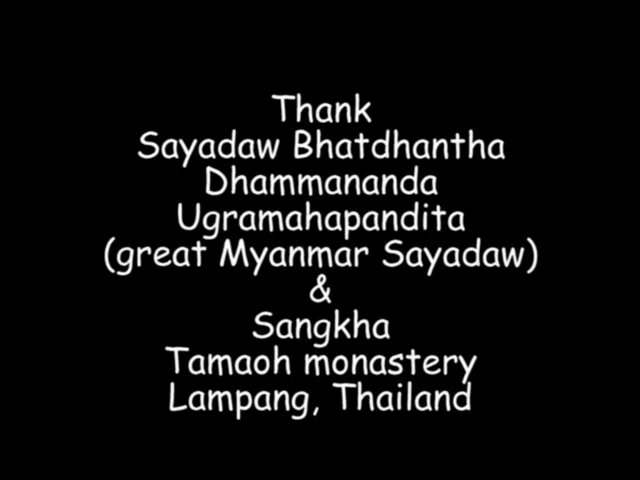 Thank
Sayadaw Bhatdhantha
Dhammananda
Ugramahapandita
(great Myanmar Sayadaw)
&
Sangkha
Tamaoh monastery
Lampang, Thailand